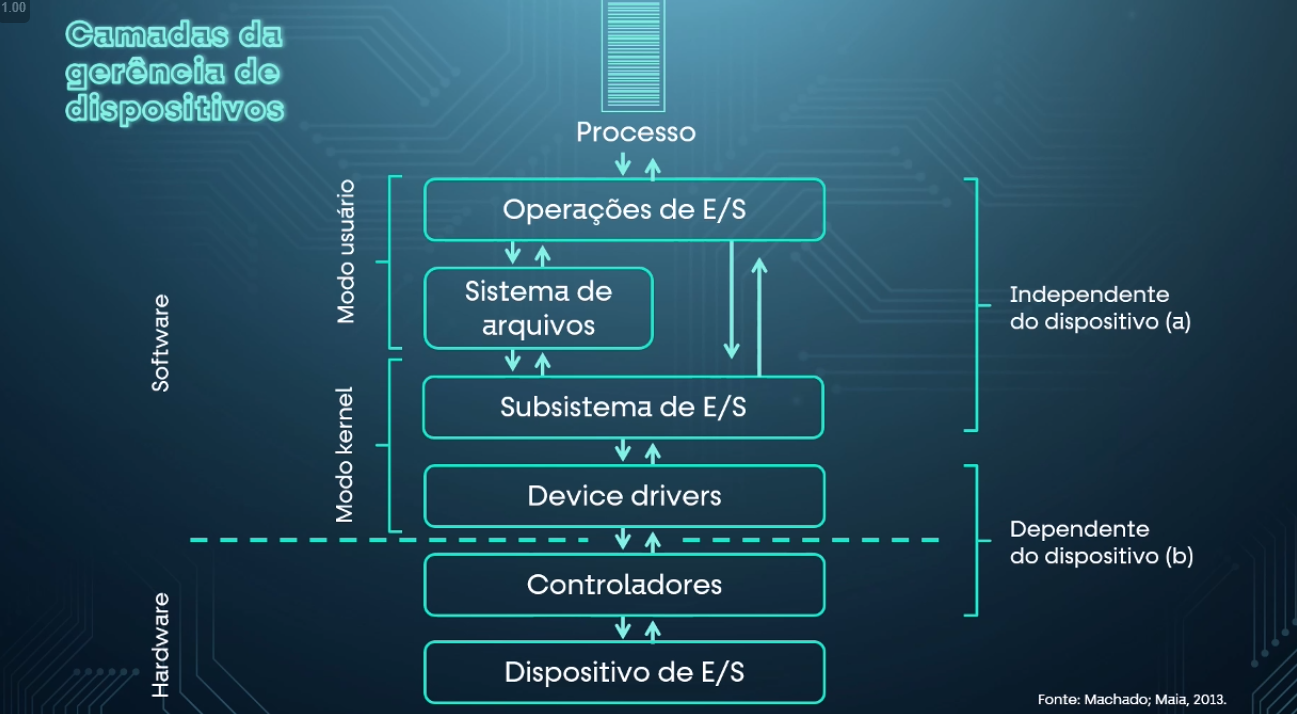 1.00
Camadas da
gerência de
dispositivos
Processo
Software
Modo usuário
Operações de E/S
Sistema de
arquivos
Independente
do dispositivo (a)
Modo kernel
Subsistema de E/S
Device drivers
Dependente
do dispositivo (b)
Hardware
Controladores
Dispositivo de E/S
Fonte: Machado; Maia, 2013.